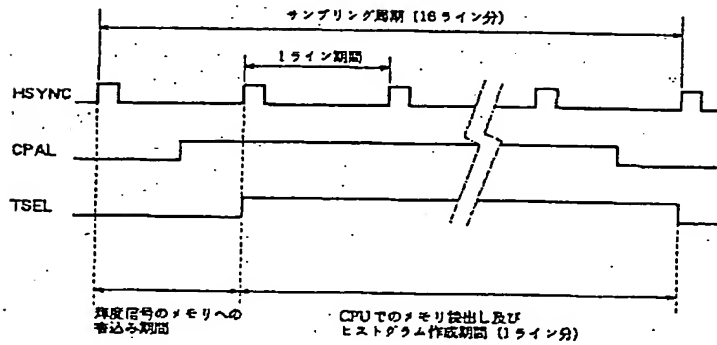 サンプリング周期 (16ライン分)
1ライン期間
HSYNC
CPAL
TSEL
輝度信号のメモリへの
書込み期間
CPUでのメモリ読出し及び
ヒストグラム作成期間 (1ライン分)